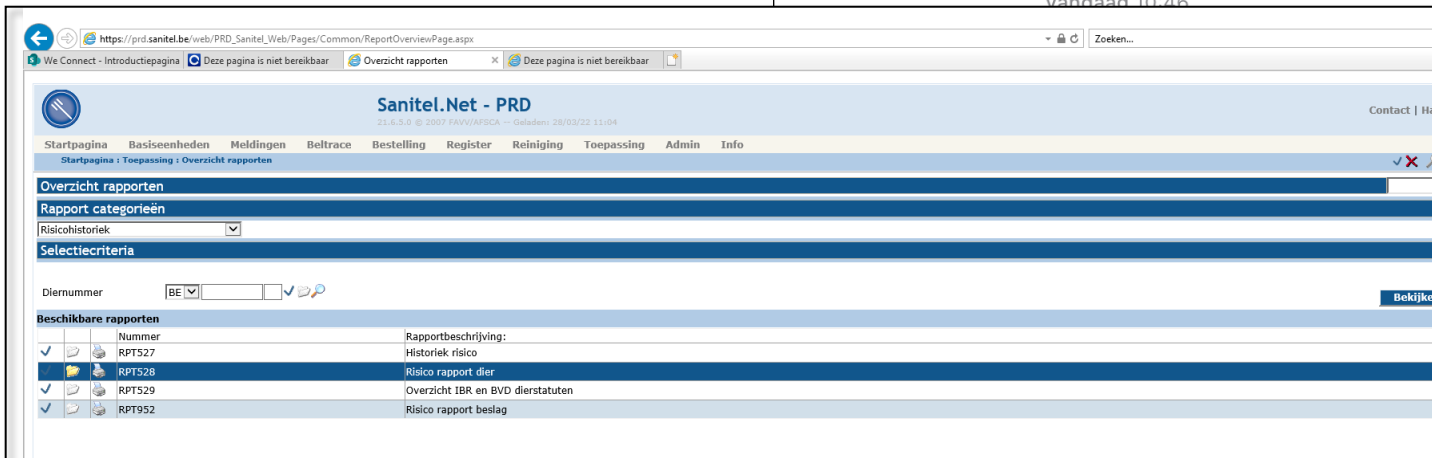 Vandaag 10:46
https://prd.sanitel.be/web/PRD_Sanitel_Web/Pages/Common/ReportOverviewPage.aspx
Zoeken...
We Connect - Introductiepagina Deze pagina is niet bereikbaar Overzicht rapporten × Deze pagina is niet bereikbaar
Sanitel.Net - PRD
21.6.5.0 © 2007 FAVV/AFSCA -- Geladen: 28/03/22 11:04
Contact | Ha
Startpagina Basiseenheden Meldingen Beltrace Bestelling Register Reiniging Toepassing Admin Info
Startpagina : Toepassing : Overzicht rapporten
Overzicht rapporten
Rapport categorieën
Risicohistoriek
Selectiecriteria
Diernummer BE
Bekijke
Beschikbare rapporten
Nummer Rapportbeschrijving:
RPT527 Historiek risico
RPT528 Risico rapport dier
RPT529 Overzicht IBR en BVD dierstatuten
RPT952 Risico rapport beslag